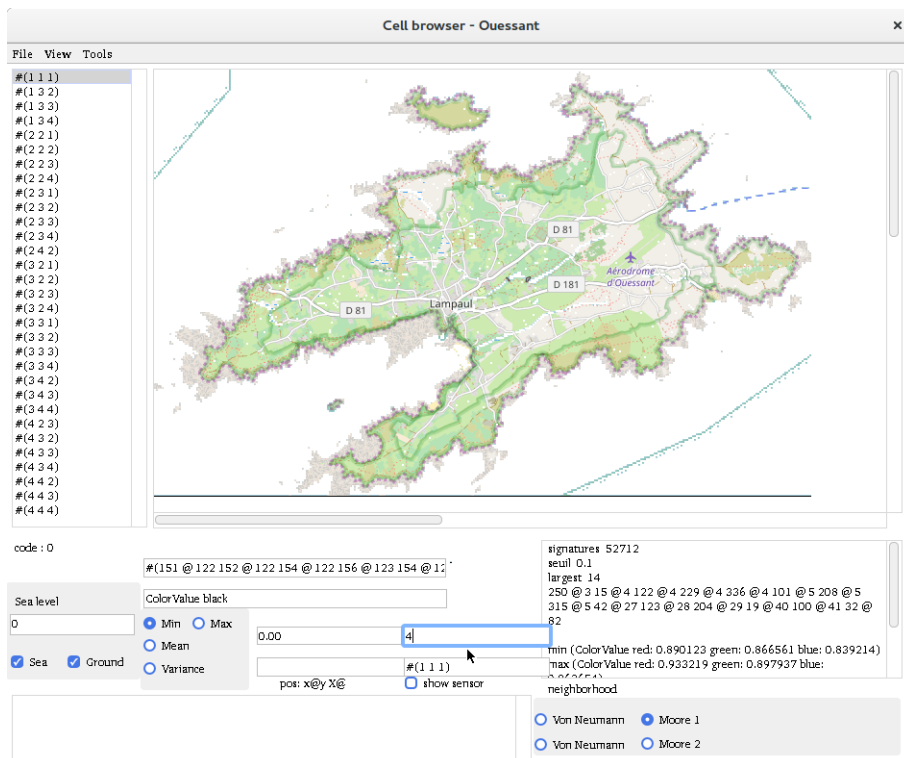 Cell browser - Ouessant
×
File View Tools
#(1 1 1)
#(1 3 2)
#(1 3 3)
#(1 3 4)
#(2 2 1)
#(2 2 2)
#(2 2 3)
#(2 2 4)
#(2 3 1)
#(2 3 2)
#(2 3 3)
#(2 3 4)
#(2 4 2)
#(3 2 1)
#(3 2 2)
#(3 2 3)
#(3 2 4)
#(3 3 1)
#(3 3 2)
#(3 3 3)
#(3 3 4)
#(3 4 2)
#(3 4 3)
#(3 4 4)
#(4 2 3)
#(4 3 2)
#(4 3 3)
#(4 3 4)
#(4 4 2)
#(4 4 3)
#(4 4 4)
D 81
Aérodrome
d'Ouessant
D 181
Lampaul
D 81
code : 0
#(151 @ 122 152 @ 122 154 @ 122 156 @ 123 154 @ 12
ColorValue black
Sea level
0
Sea Ground
Min Max
Mean
Variance
0.00
4
#(1 1 1)
pos: x@y X@
show sensor
signatures 52712
seuil 0.1
largest 14
250 @ 3 15 @ 4 122 @ 4 229 @ 4 336 @ 4 101 @ 5 208 @ 5
315 @ 5 42 @ 27 123 @ 28 204 @ 29 19 @ 40 100 @ 41 32 @
82
min (ColorValue red: 0.890123 green: 0.866561 blue: 0.839214)
max (ColorValue red: 0.933219 green: 0.897937 blue:
neighborhood
Von Neumann Moore 1
Von Neumann Moore 2